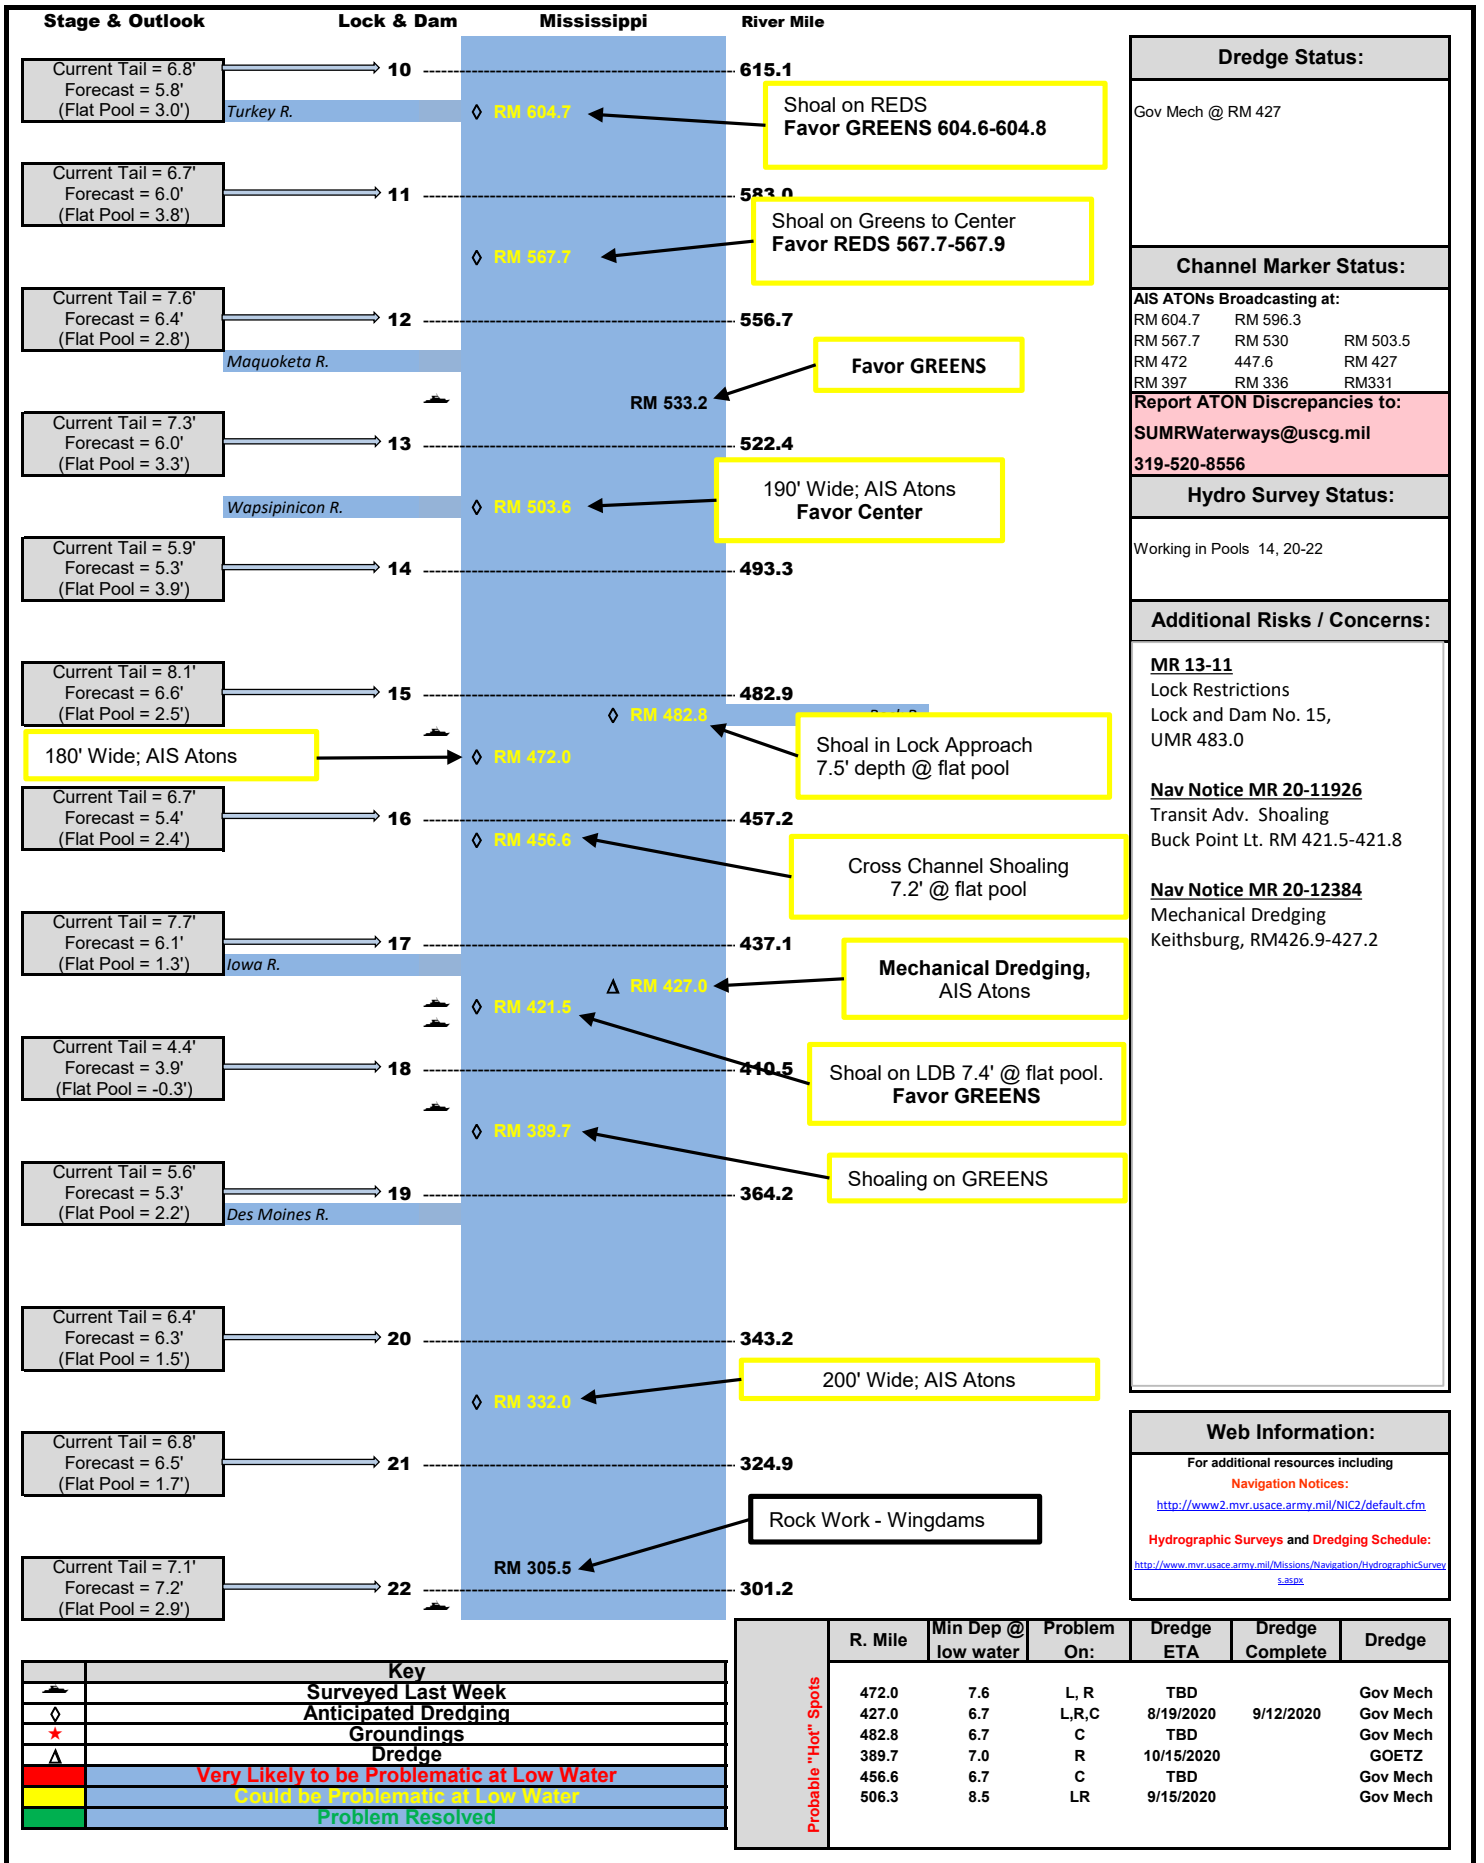 Stage & Outlook Lock & Dam Mississippi River Mile
Current Tail = 6.8'
Forecast = 5.8'
(Flat Pool = 3.0')
10 615.1
Turkey R.
RM 604.7
Shoal on REDS
Favor GREENS 604.6-604.8
Current Tail = 6.7'
Forecast = 6.0'
(Flat Pool = 3.8')
11 583.0
Shoal on Greens to Center
Favor REDS 567.7-567.9
RM 567.7
Current Tail = 7.6'
Forecast = 6.4'
(Flat Pool = 2.8')
12 556.7
Maquoketa R.
Favor GREENS
RM 533.2
Current Tail = 7.3'
Forecast = 6.0'
(Flat Pool = 3.3')
13 522.4
Wapsipinicon R.
RM 503.6
190' Wide; AIS Atons
Favor Center
Current Tail = 5.9'
Forecast = 5.3'
(Flat Pool = 3.9')
14 493.3
Current Tail = 8.1'
Forecast = 6.6'
(Flat Pool = 2.5')
15 482.9
RM 482.8
Shoal in Lock Approach
7.5' depth @ flat pool
180' Wide; AIS Atons
RM 472.0
Current Tail = 6.7'
Forecast = 5.4'
(Flat Pool = 2.4')
16 457.2
RM 456.6
Cross Channel Shoaling
7.2' @ flat pool
Current Tail = 7.7'
Forecast = 6.1'
(Flat Pool = 1.3')
17 437.1
Iowa R.
RM 427.0
Mechanical Dredging,
AIS Atons
RM 421.5
Current Tail = 4.4'
Forecast = 3.9'
(Flat Pool = -0.3')
18 410.5
Shoal on LDB 7.4' @ flat pool.
Favor GREENS
RM 389.7
Shoaling on GREENS
Current Tail = 5.6'
Forecast = 5.3'
(Flat Pool = 2.2')
19 364.2
Des Moines R.
Current Tail = 6.4'
Forecast = 6.3'
(Flat Pool = 1.5')
20 343.2
200' Wide; AIS Atons
RM 332.0
Current Tail = 6.8'
Forecast = 6.5'
(Flat Pool = 1.7')
21 324.9
Rock Work - Wingdams
RM 305.5
Current Tail = 7.1'
Forecast = 7.2'
(Flat Pool = 2.9')
22 301.2
Dredge Status:
Gov Mech @ RM 427
Channel Marker Status:
AIS ATONs Broadcasting at:
RM 604.7 RM 596.3
RM 567.7 RM 530 RM 503.5
RM 472 447.6 RM 427
RM 397 RM 336 RM331
Report ATON Discrepancies to:
SUMRWaterways@uscg.mil
319-520-8556
Hydro Survey Status:
Working in Pools 14, 20-22
Additional Risks / Concerns:
MR 13-11
Lock Restrictions
Lock and Dam No. 15,
UMR 483.0
Nav Notice MR 20-11926
Transit Adv. Shoaling
Buck Point Lt. RM 421.5-421.8
Nav Notice MR 20-12384
Mechanical Dredging
Keithsburg, RM426.9-427.2
Web Information:
For additional resources including
Navigation Notices:
http://www2.mvr.usace.army.mil/NIC2/default.cfm
Hydrographic Surveys and Dredging Schedule:
http://www.mvr.usace.army.mil/Missions/Navigation/HydrographicSurvey
s.aspx
Key
Surveyed Last Week
Anticipated Dredging
Groundings
Dredge
Very Likely to be Problematic at Low Water
Could be Problematic at Low Water
Problem Resolved
Probable "Hot" Spots
R. Mile Min Dep @ low water Problem On: Dredge ETA Dredge Complete Dredge
472.0 7.6 L, R TBD Gov Mech
427.0 6.7 L,R,C 8/19/2020 9/12/2020 Gov Mech
482.8 6.7 C TBD Gov Mech
389.7 7.0 R 10/15/2020 GOETZ
456.6 6.7 C TBD Gov Mech
506.3 8.5 LR 9/15/2020 Gov Mech